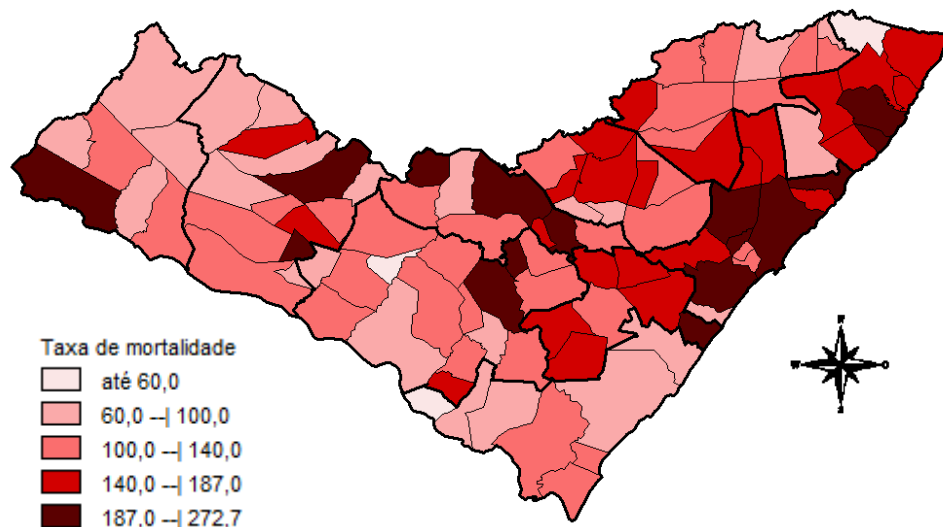 Taxa de mortalidade
até 60,0
60,0 --| 100,0
100,0 --| 140,0
140,0 --| 187,0
187,0 --| 272,7